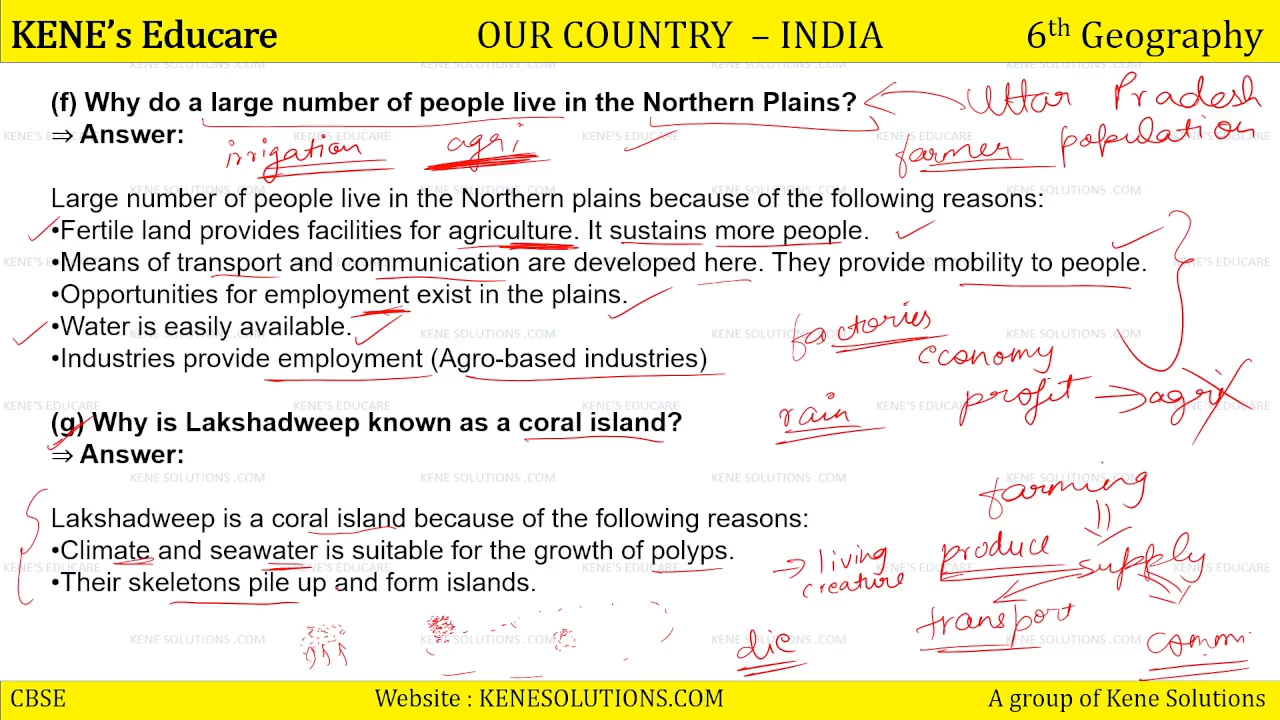 KENE's Educare OUR COUNTRY – INDIA 6th Geography
(f) Why do a large number of people live in the Northern Plains?
Uttar Pradesh
⇒ Answer:
irrigation agri
farmer population
Large number of people live in the Northern plains because of the following reasons:
•Fertile land provides facilities for agriculture. It sustains more people.
•Means of transport and communication are developed here. They provide mobility to people.
•Opportunities for employment exist in the plains.
•Water is easily available.
factories
•Industries provide employment (Agro-based industries)
economy
profit → agri
rain
(g) Why is Lakshadweep known as a coral island?
⇒ Answer:
farming
Lakshadweep is a coral island because of the following reasons:
•Climate and seawater is suitable for the growth of polyps.
→ living
creature
produce supply
•Their skeletons pile up and form islands.
transport
die
comm.
KENE'S EDUCARE KENE SOLUTIONS .COM
CBSE Website : KENESOLUTIONS.COM A group of Kene Solutions